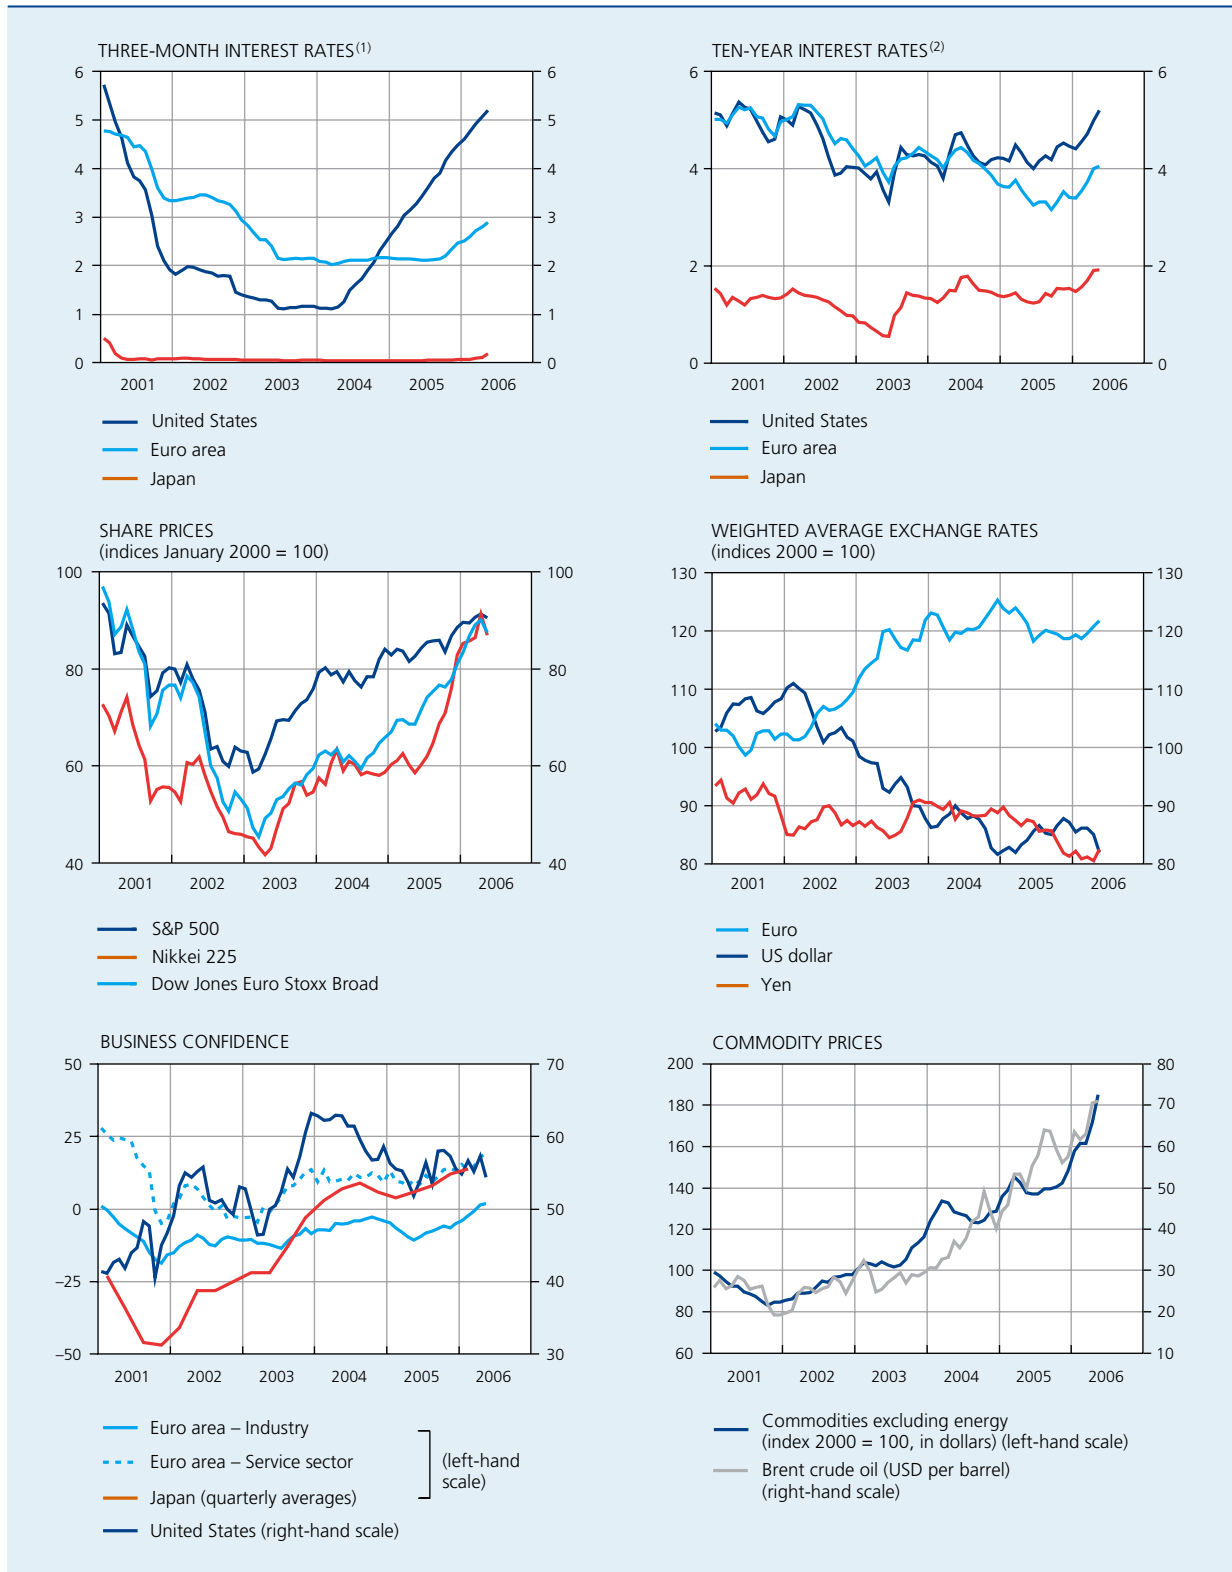 THREE-MONTH INTEREST RATES(1)
6 6
5 5
4 4
3 3
2 2
1 1
0 0
2001 2002 2003 2004 2005 2006
United States
Euro area
Japan
TEN-YEAR INTEREST RATES(2)
6 6
4 4
2 2
0 0
2001 2002 2003 2004 2005 2006
United States
Euro area
Japan
SHARE PRICES
(indices January 2000 = 100)
100 100
80 80
60 60
40 40
2001 2002 2003 2004 2005 2006
S&P 500
Nikkei 225
Dow Jones Euro Stoxx Broad
WEIGHTED AVERAGE EXCHANGE RATES
(indices 2000 = 100)
130 130
120 120
110 110
100 100
90 90
80 80
2001 2002 2003 2004 2005 2006
Euro
US dollar
Yen
BUSINESS CONFIDENCE
50 70
25 60
0 50
–25 40
–50 30
2001 2002 2003 2004 2005 2006
Euro area – Industry
Euro area – Service sector
Japan (quarterly averages)
(left-hand
scale)
United States (right-hand scale)
COMMODITY PRICES
200 80
180 70
160 60
140 50
120 40
100 30
80 20
60 10
2001 2002 2003 2004 2005 2006
Commodities excluding energy
(index 2000 = 100, in dollars) (left-hand scale)
Brent crude oil (USD per barrel)
(right-hand scale)